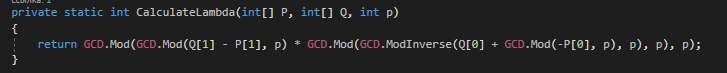 private static int CalculateLambda(int[] P, int[] Q, int p)
{
return GCD.Mod(GCD.Mod(Q[1] - P[1], p) * GCD.Mod(GCD.ModInverse(Q[0] + GCD.Mod(-P[0], p), p), p), p);
}